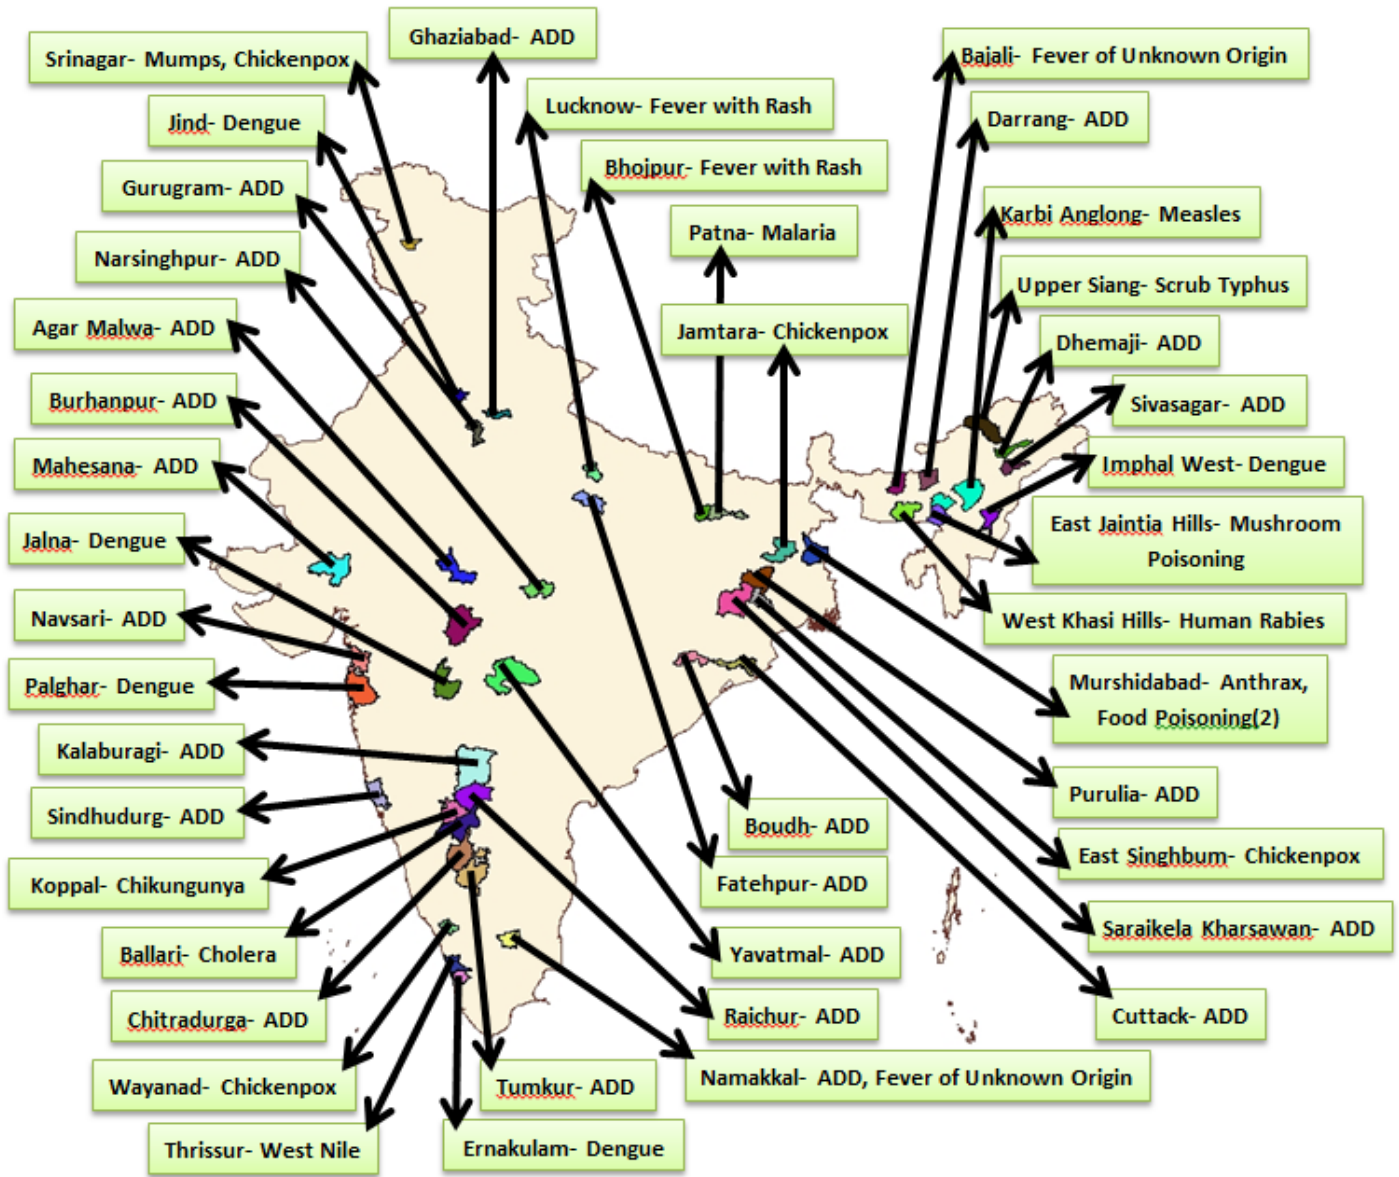 Ghaziabad- ADD
Srinagar- Mumps, Chickenpox
Bajali- Fever of Unknown Origin
Lucknow- Fever with Rash
Jind- Dengue
Darrang- ADD
Bhojpur- Fever with Rash
Gurugram- ADD
Karbi Anglong- Measles
Patna- Malaria
Narsinghpur- ADD
Upper Siang- Scrub Typhus
Agar Malwa- ADD
Jamtara- Chickenpox
Dhemaji- ADD
Burhanpur- ADD
Sivasagar- ADD
Mahesana- ADD
Imphal West- Dengue
Jalna- Dengue
East Jaintia Hills- Mushroom
Poisoning
Navsari- ADD
West Khasi Hills- Human Rabies
Palghar- Dengue
Murshidabad- Anthrax,
Food Poisoning(2)
Kalaburagi- ADD
Purulia- ADD
Sindhudurg- ADD
Boudh- ADD
East Singhbum- Chickenpox
Koppal- Chikungunya
Fatehpur- ADD
Saraikela Kharsawan- ADD
Ballari- Cholera
Yavatmal- ADD
Chitradurga- ADD
Raichur- ADD
Cuttack- ADD
Wayanad- Chickenpox
Tumkur- ADD
Namakkal- ADD, Fever of Unknown Origin
Thrissur- West Nile
Ernakulam- Dengue